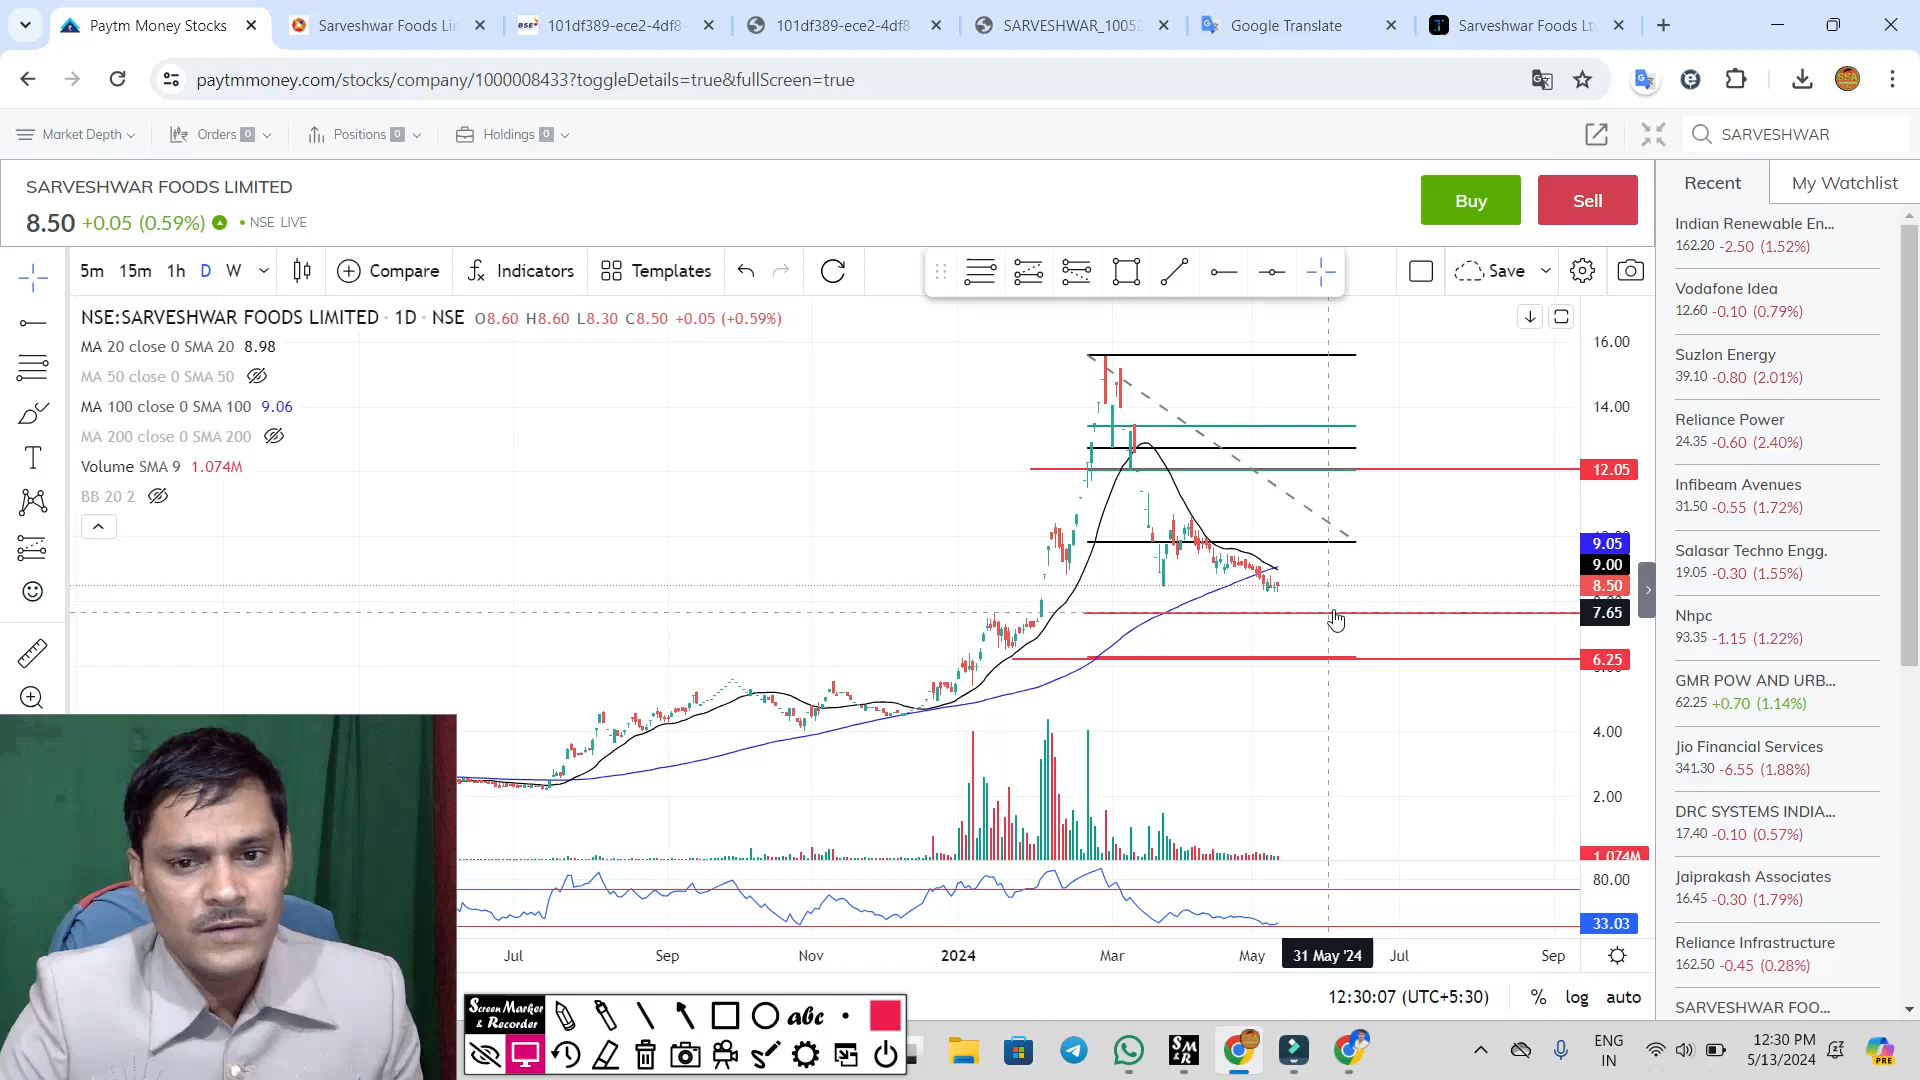 Paytm Money Stocks
Sarveshwar Foods Lin
101df389-ece2-4df8-
101df389-ece2-4df8
SARVESHWAR_10052
Google Translate
Sarveshwar Foods Lt
paytmmoney.com/stocks/company/1000008433?toggleDetails=true&fullScreen=true
Market Depth
Orders 0
Positions 0
Holdings 0
SARVESHWAR
SARVESHWAR FOODS LIMITED
8.50 +0.05 (0.59%) • NSE LIVE
Buy
Sell
Recent
My Watchlist
5m 15m 1h D W
Compare
Indicators
Templates
Save
NSE:SARVESHWAR FOODS LIMITED · 1D · NSE O8.60 H8.60 L8.30 C8.50 +0.05 (+0.59%)
MA 20 close 0 SMA 20 8.98
MA 50 close 0 SMA 50
MA 100 close 0 SMA 100 9.06
MA 200 close 0 SMA 200
Volume SMA 9 1.074M
BB 20 2
16.00
14.00
12.05
9.05
9.00
8.50
7.65
6.25
4.00
2.00
1.074M
80.00
33.03
Jul Sep Nov 2024 Mar May 31 May '24 Jul Sep
12:30:07 (UTC+5:30) % log auto
Indian Renewable En...
162.20 -2.50 (1.52%)
Vodafone Idea
12.60 -0.10 (0.79%)
Suzlon Energy
39.10 -0.80 (2.01%)
Reliance Power
24.35 -0.60 (2.40%)
Infibeam Avenues
31.50 -0.55 (1.72%)
Salasar Techno Engg.
19.05 -0.30 (1.55%)
Nhpc
93.35 -1.15 (1.22%)
GMR POW AND URB...
62.25 +0.70 (1.14%)
Jio Financial Services
341.30 -6.55 (1.88%)
DRC SYSTEMS INDIA...
17.40 -0.10 (0.57%)
Jaiprakash Associates
16.45 -0.30 (1.79%)
Reliance Infrastructure
162.50 -0.45 (0.28%)
SARVESHWAR FOO...
Screen Marker
& Recorder
abc
ENG
IN
12:30 PM
5/13/2024